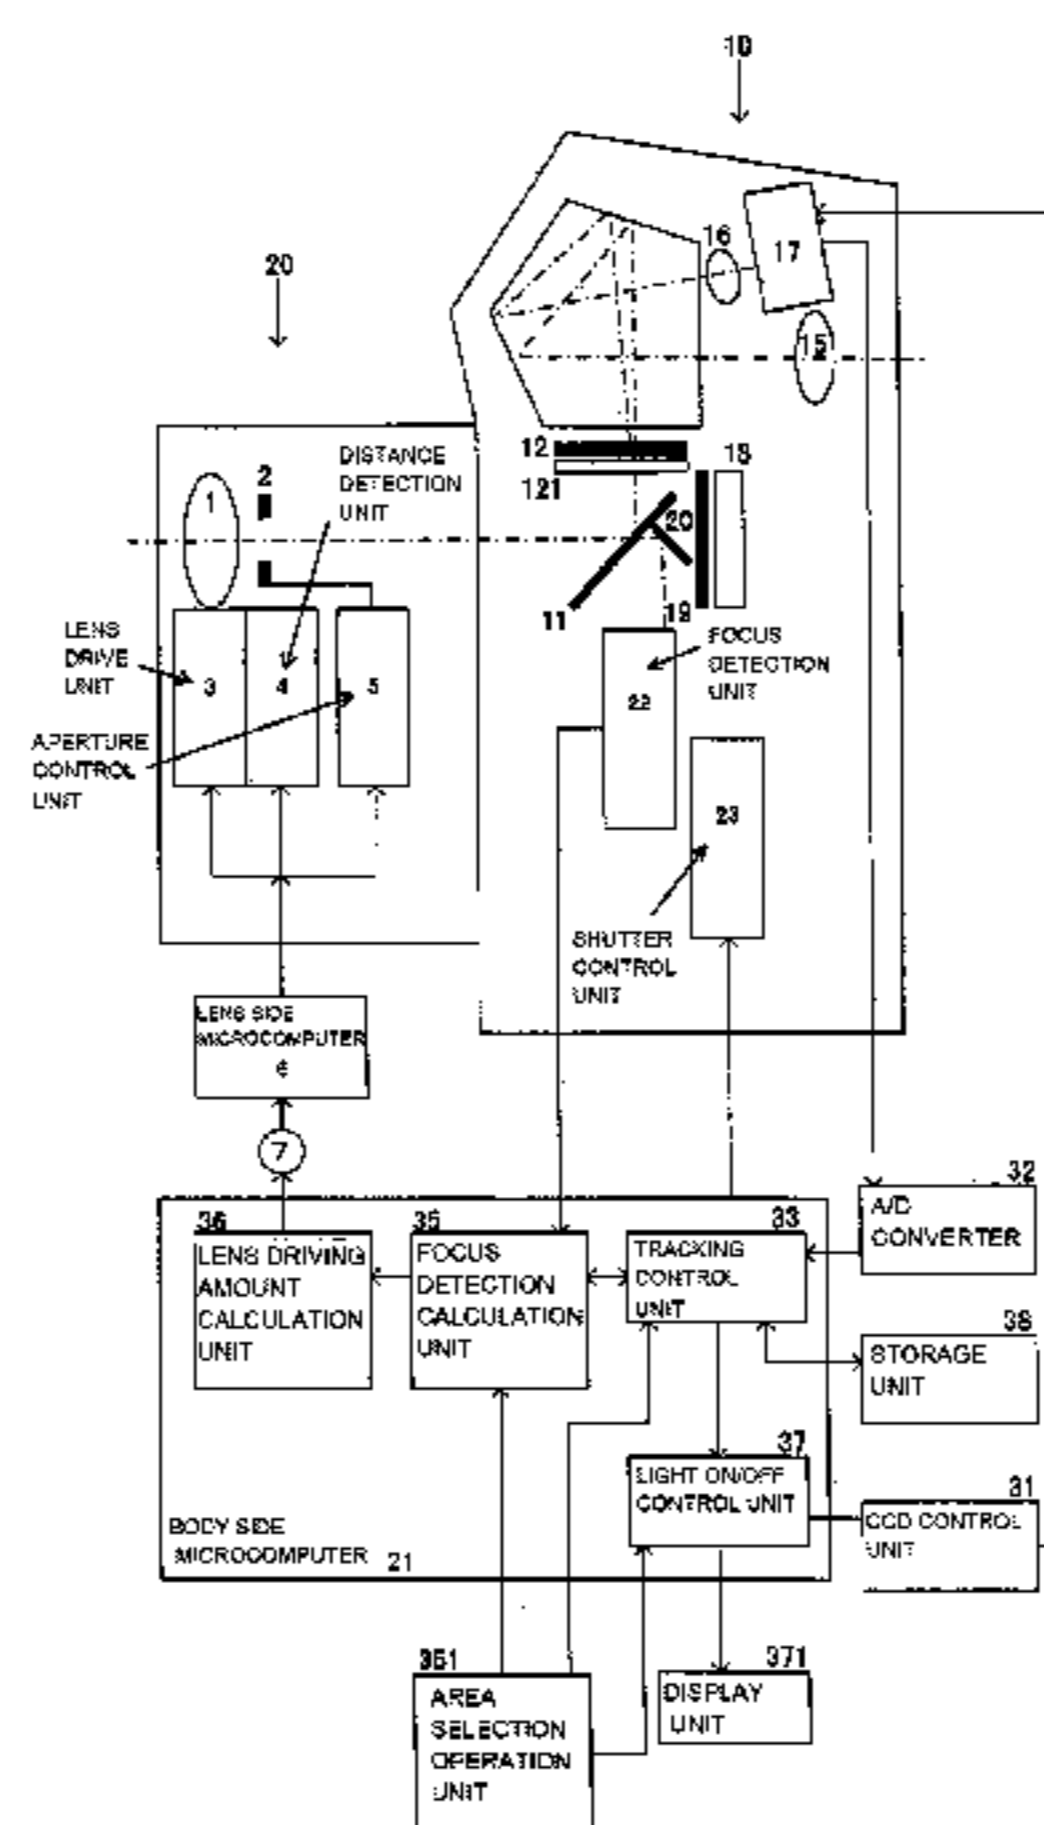 10
20
16
17
15
12
121
18
DISTANCE
DETECTION
UNIT
2
1
20
11
19
LENS
DRIVE
UNIT
3
4
5
FOCUS
DETECTION
UNIT
22
APERTURE
CONTROL
UNIT
23
SHUTTER
CONTROL
UNIT
LENS SIDE
MICROCOMPUTER
6
7
36
LENS DRIVING
AMOUNT
CALCULATION
UNIT
35
FOCUS
DETECTION
CALCULATION
UNIT
33
TRACKING
CONTROL
UNIT
32
A/D
CONVERTER
38
STORAGE
UNIT
37
LIGHT ON/OFF
CONTROL UNIT
31
CCD CONTROL
UNIT
BODY SIDE
MICROCOMPUTER 21
351
AREA
SELECTION
OPERATION
UNIT
371
DISPLAY
UNIT